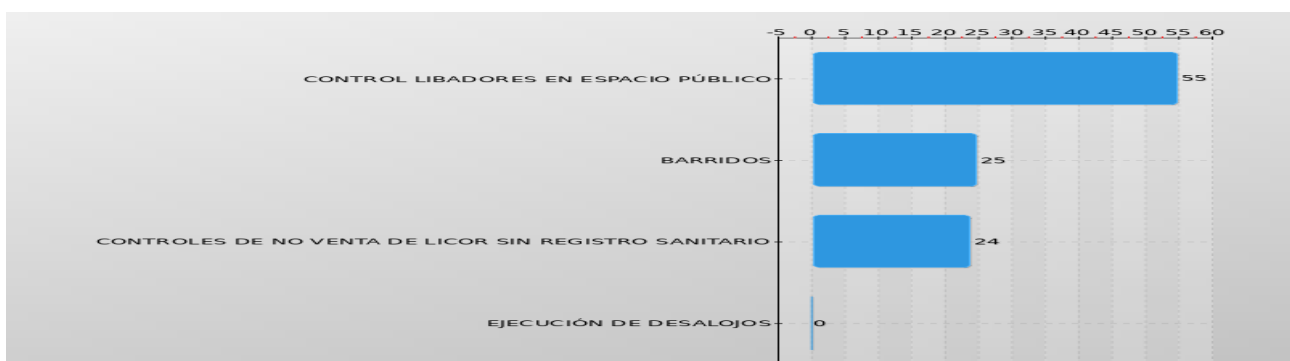 -5 0 5 10 15 20 25 30 35 40 45 50 55 60
CONTROL LIBADORES EN ESPACIO PÚBLICO 55
BARRIDOS 25
CONTROLES DE NO VENTA DE LICOR SIN REGISTRO SANITARIO 24
EJECUCIÓN DE DESALOJOS 0